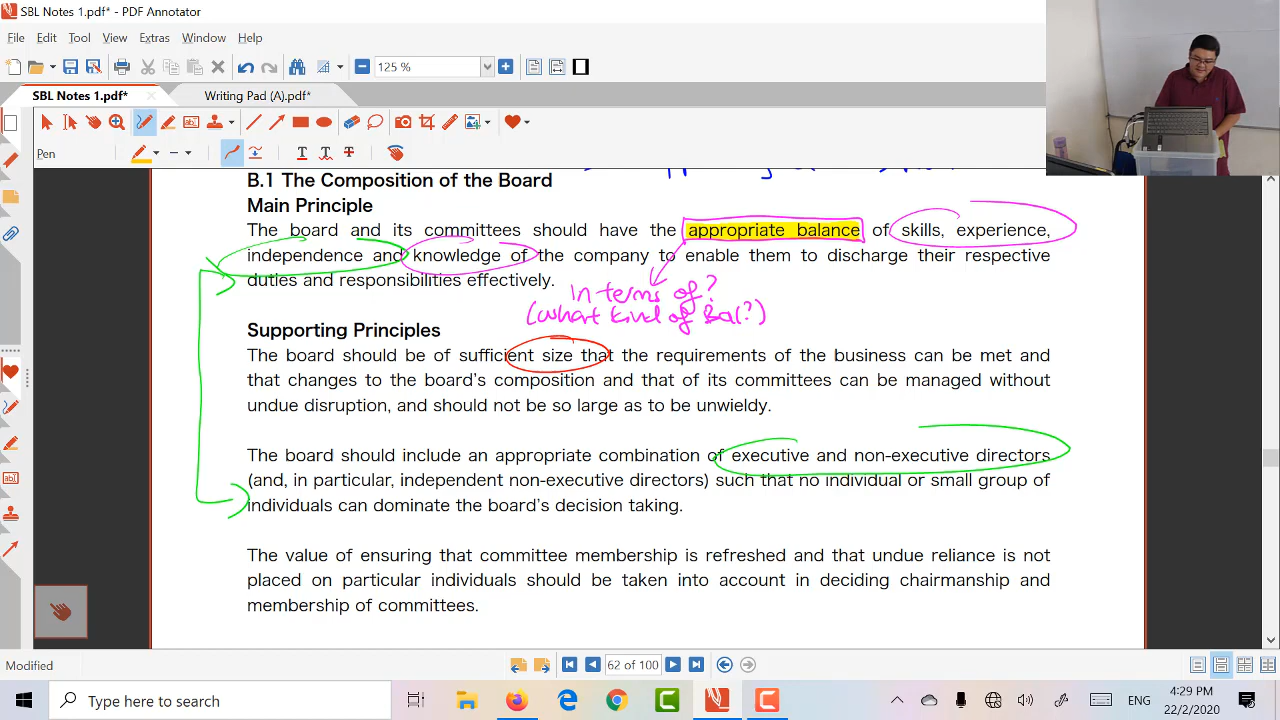 SBL Notes 1.pdf* - PDF Annotator
File Edit Tool View Extras Window Help
125 %
SBL Notes 1.pdf* Writing Pad (A).pdf*
Pen
B.1 The Composition of the Board
Main Principle
The board and its committees should have the appropriate balance of skills, experience,
independence and knowledge of the company to enable them to discharge their respective
duties and responsibilities effectively.
In terms of?
(what kind of Bal?)
Supporting Principles
The board should be of sufficient size that the requirements of the business can be met and
that changes to the board's composition and that of its committees can be managed without
undue disruption, and should not be so large as to be unwieldy.
The board should include an appropriate combination of executive and non-executive directors
(and, in particular, independent non-executive directors) such that no individual or small group of
individuals can dominate the board's decision taking.
The value of ensuring that committee membership is refreshed and that undue reliance is not
placed on particular individuals should be taken into account in deciding chairmanship and
membership of committees.
Modified
62 of 100
Type here to search
ENG
4:29 PM
22/2/2020